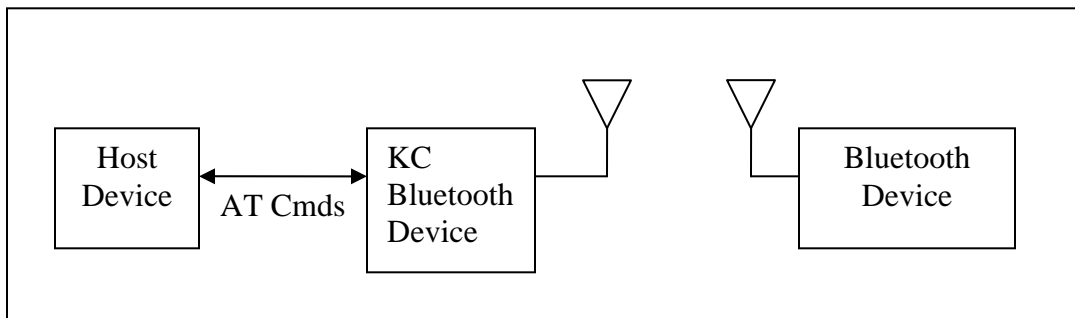 Host
Device
AT Cmds
KC
Bluetooth
Device
Bluetooth
Device